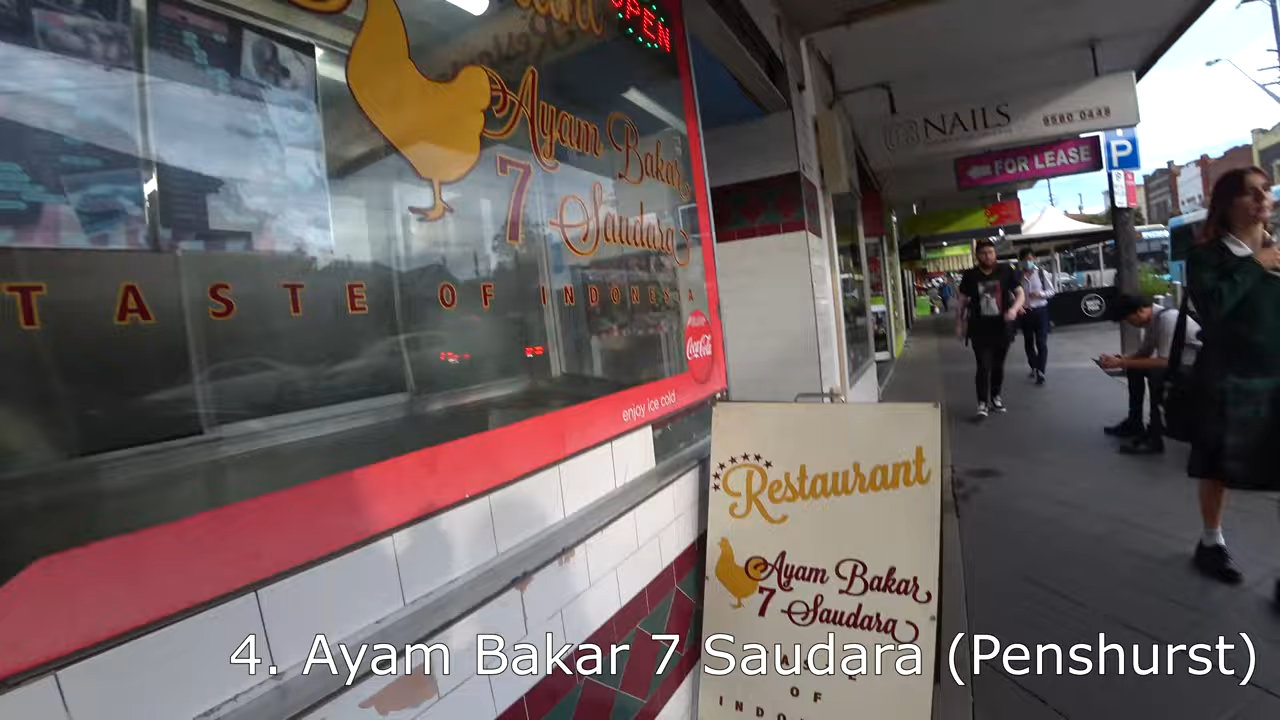 OPEN
Ayam Bakar
7 Saudara
TASTE OF INDONESIA
Coca-Cola
enjoy ice cold
NAILS
9580 0448
FOR LEASE
P
Restaurant
Ayam Bakar
7 Saudara
OF
4. Ayam Bakar 7 Saudara (Penshurst)